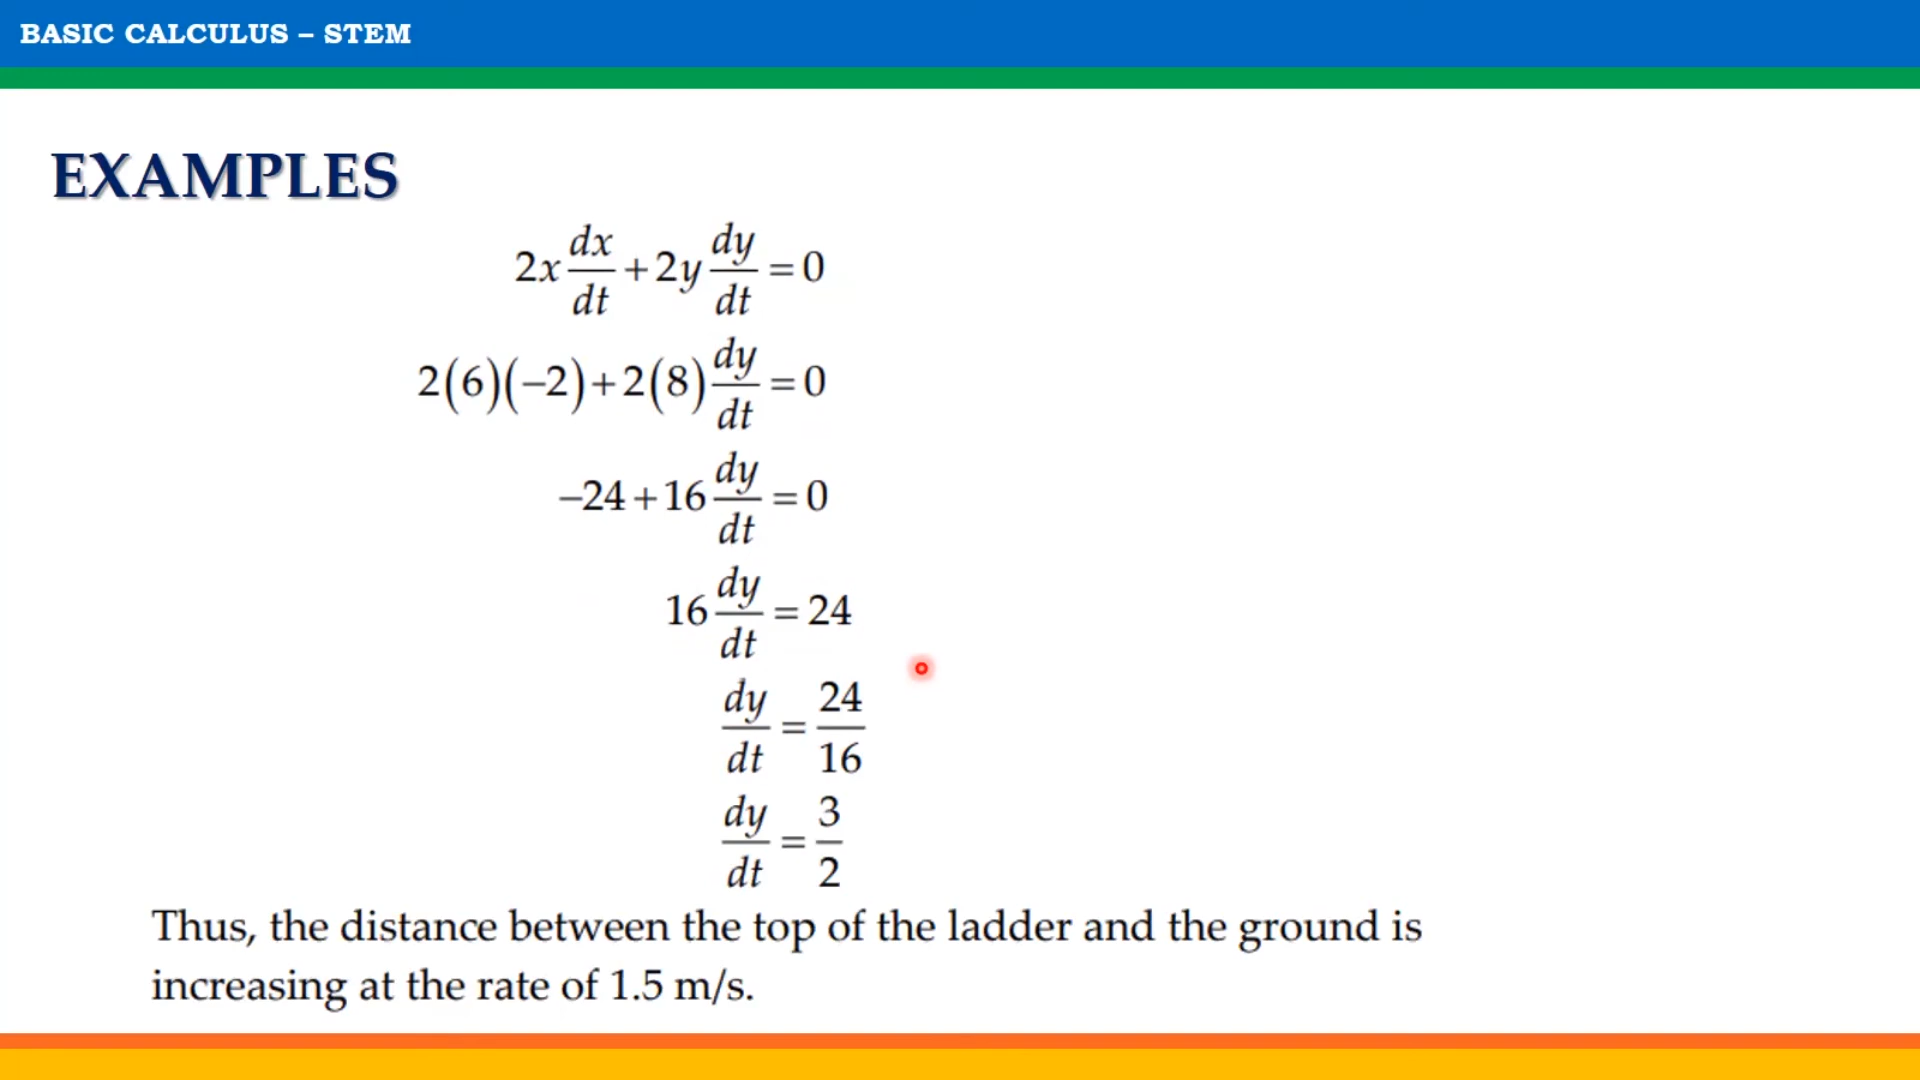 BASIC CALCULUS – STEM
EXAMPLES
2x dx/dt + 2y dy/dt = 0
2(6)(–2) + 2(8) dy/dt = 0
–24 + 16 dy/dt = 0
16 dy/dt = 24
dy/dt = 24/16
dy/dt = 3/2
Thus, the distance between the top of the ladder and the ground is
increasing at the rate of 1.5 m/s.